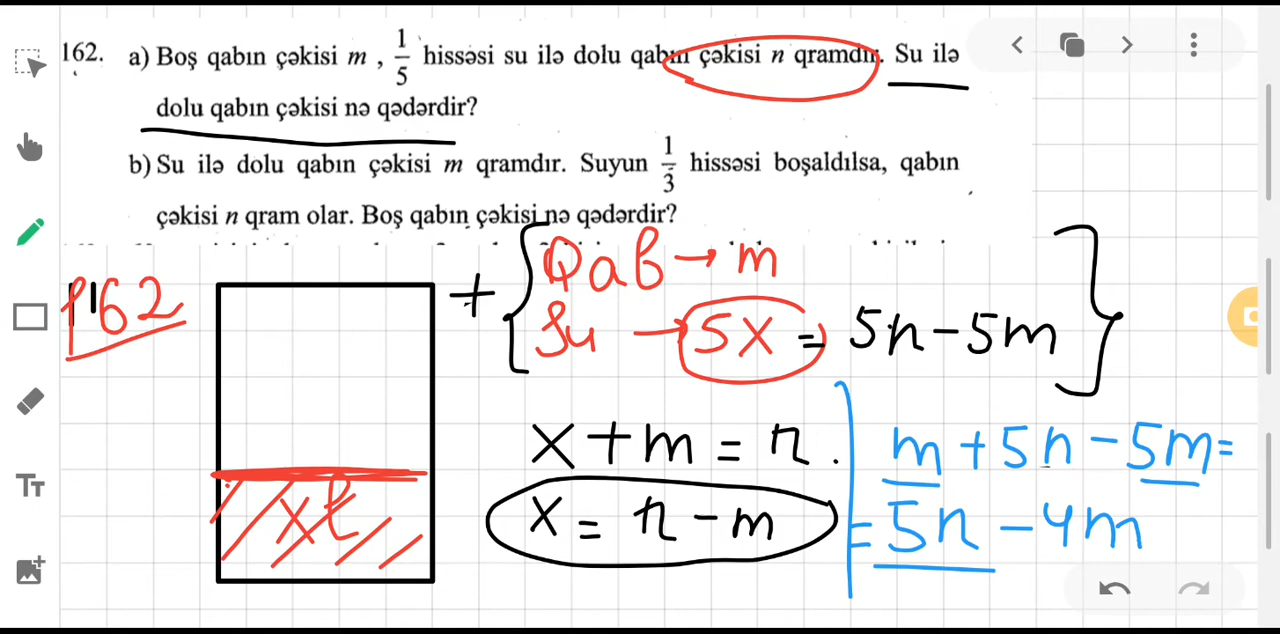 162. a) Boş qabın çəkisi m , 1/5 hissəsi su ilə dolu qabın çəkisi n qramdır. Su ilə
dolu qabın çəkisi nə qədərdir?
b) Su ilə dolu qabın çəkisi m qramdır. Suyun 1/3 hissəsi boşaldılsa, qabın
çəkisi n qram olar. Boş qabın çəkisi nə qədərdir?
162
+ { Qab → m
Su → 5x = 5n - 5m }
x + m = n.
x = n - m
m + 5n - 5m =
= 5n - 4m
xl
TT